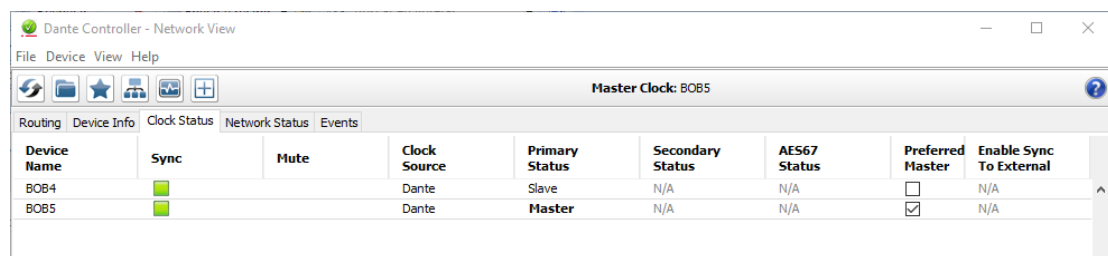 Dante Controller - Network View
File Device View Help
Master Clock: BOB5
?
Routing Device Info Clock Status Network Status Events
Device Name Sync Mute Clock Source Primary Status Secondary Status AES67 Status Preferred Master Enable Sync To External
BOB4 Dante Slave N/A N/A N/A
BOB5 Dante Master N/A N/A N/A